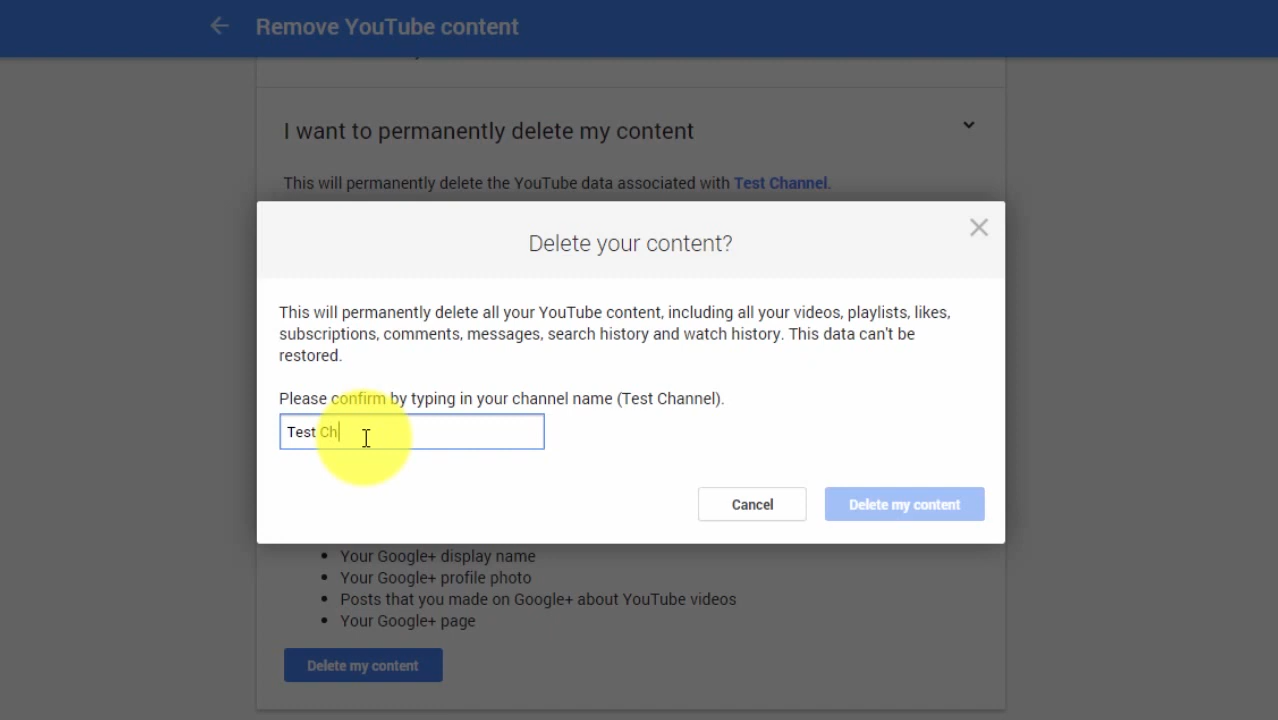 Remove YouTube content
I want to permanently delete my content
This will permanently delete the YouTube data associated with Test Channel.
Delete your content?
This will permanently delete all your YouTube content, including all your videos, playlists, likes,
subscriptions, comments, messages, search history and watch history. This data can't be
restored.
Please confirm by typing in your channel name (Test Channel).
Test Ch
Cancel
Delete my content
• Your Google+ display name
• Your Google+ profile photo
• Posts that you made on Google+ about YouTube videos
• Your Google+ page
Delete my content